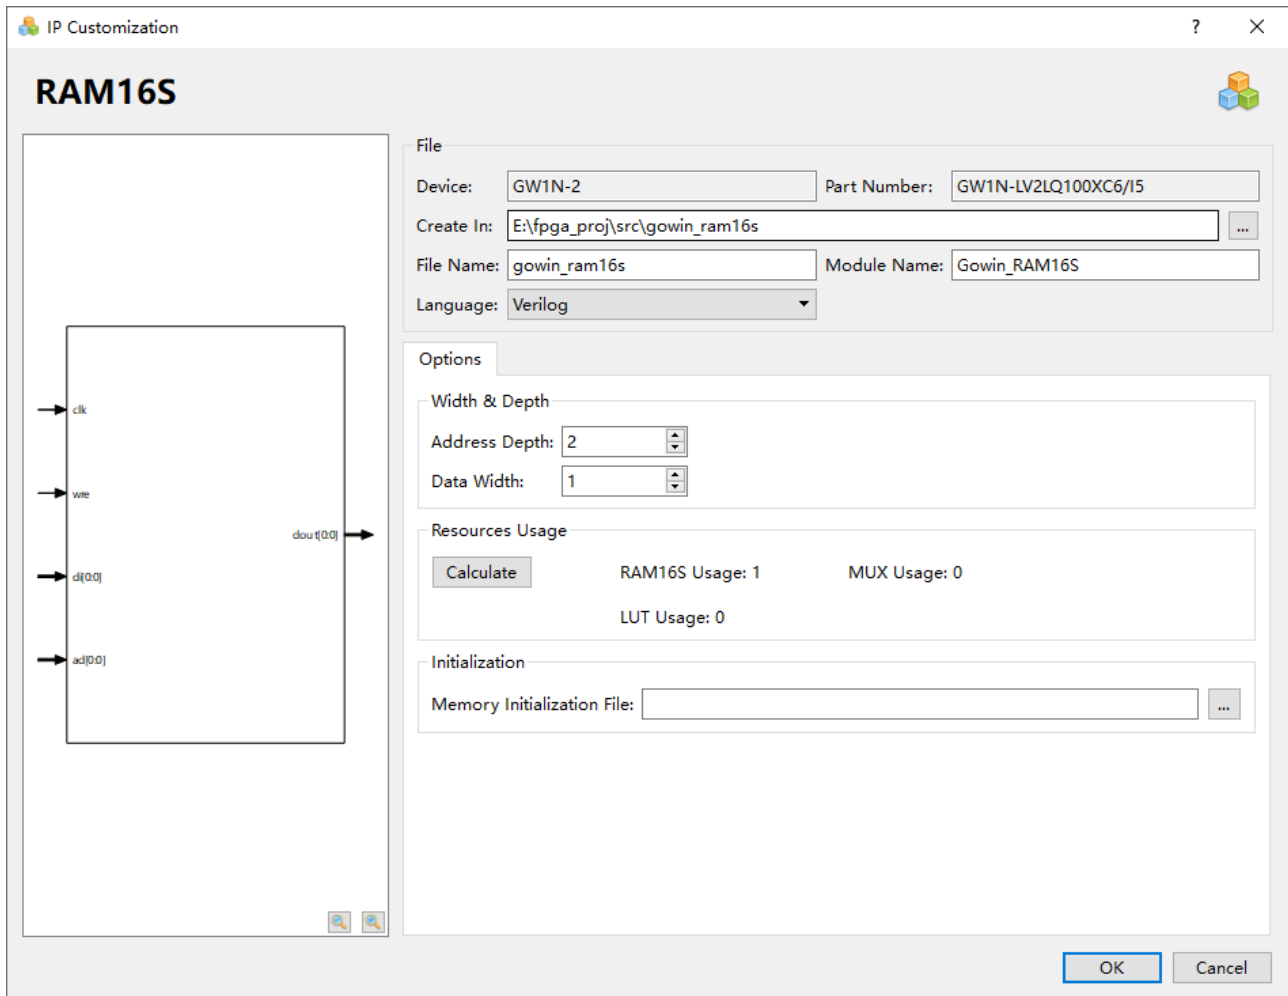 IP Customization
?
RAM16S
clk
wre
di[0:0]
ad[0:0]
dout[0:0]
File
Device: GW1N-2 Part Number: GW1N-LV2LQ100XC6/I5
Create In: E:\fpga_proj\src\gowin_ram16s ...
File Name: gowin_ram16s Module Name: Gowin_RAM16S
Language: Verilog
Options
Width & Depth
Address Depth: 2
Data Width: 1
Resources Usage
Calculate RAM16S Usage: 1 MUX Usage: 0
LUT Usage: 0
Initialization
Memory Initialization File: ...
OK Cancel